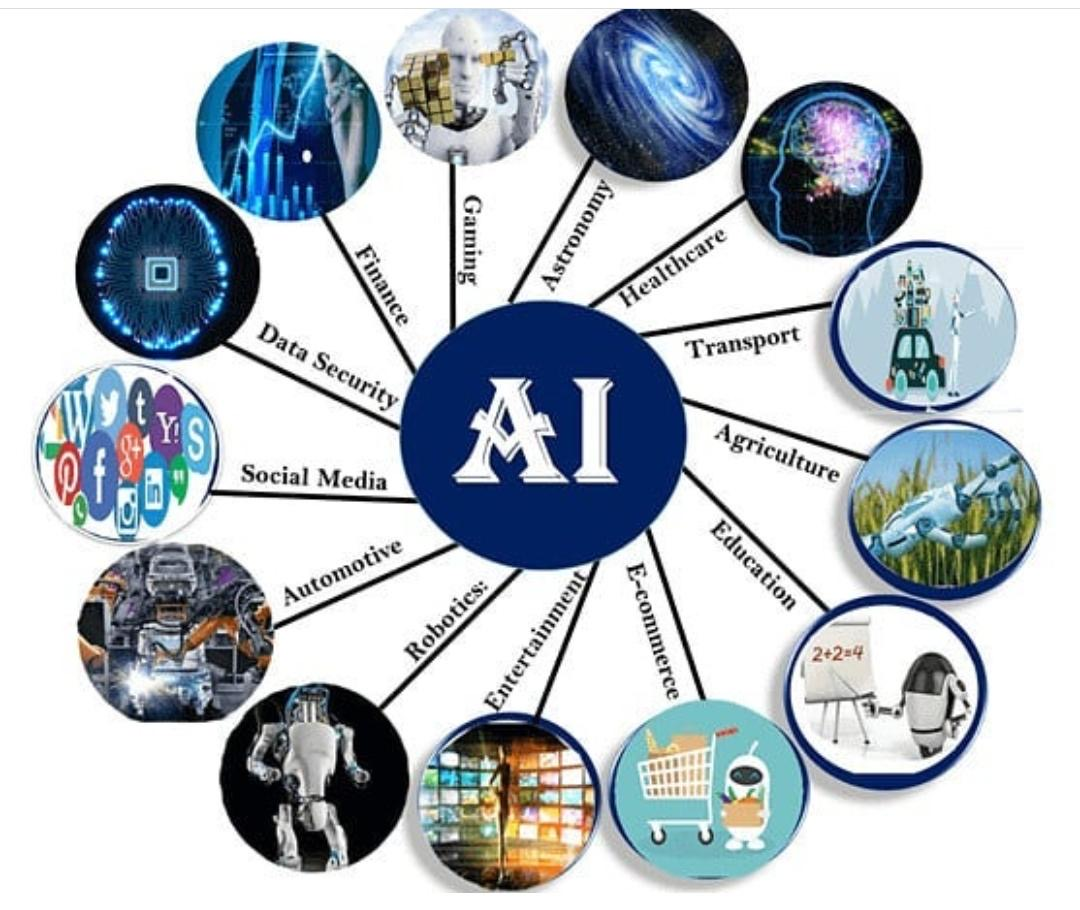 AI
Gaming
Astronomy
Healthcare
Transport
Agriculture
Education
2+2=4
E-commerce
Entertainment
Robotics:
Automotive
Social Media
Data Security
Finance
W
t
Y!
S
g+
P
f
in